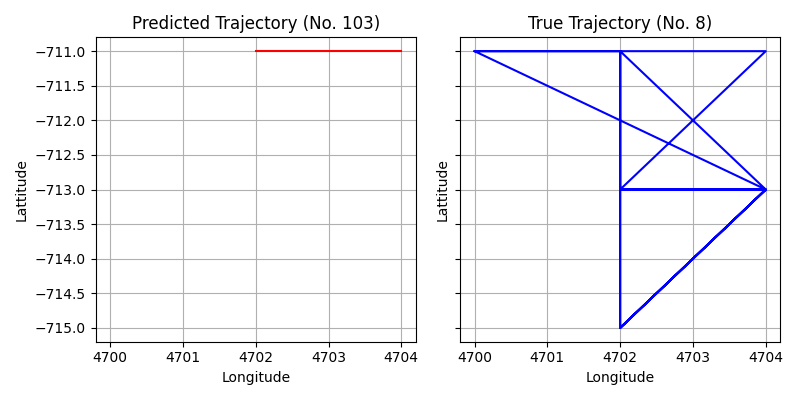 Predicted Trajectory (No. 103)
True Trajectory (No. 8)
−711.0
−711.5
−712.0
−712.5
−713.0
−713.5
−714.0
−714.5
−715.0
Lattitude
4700 4701 4702 4703 4704
Longitude
Lattitude
4700 4701 4702 4703 4704
Longitude